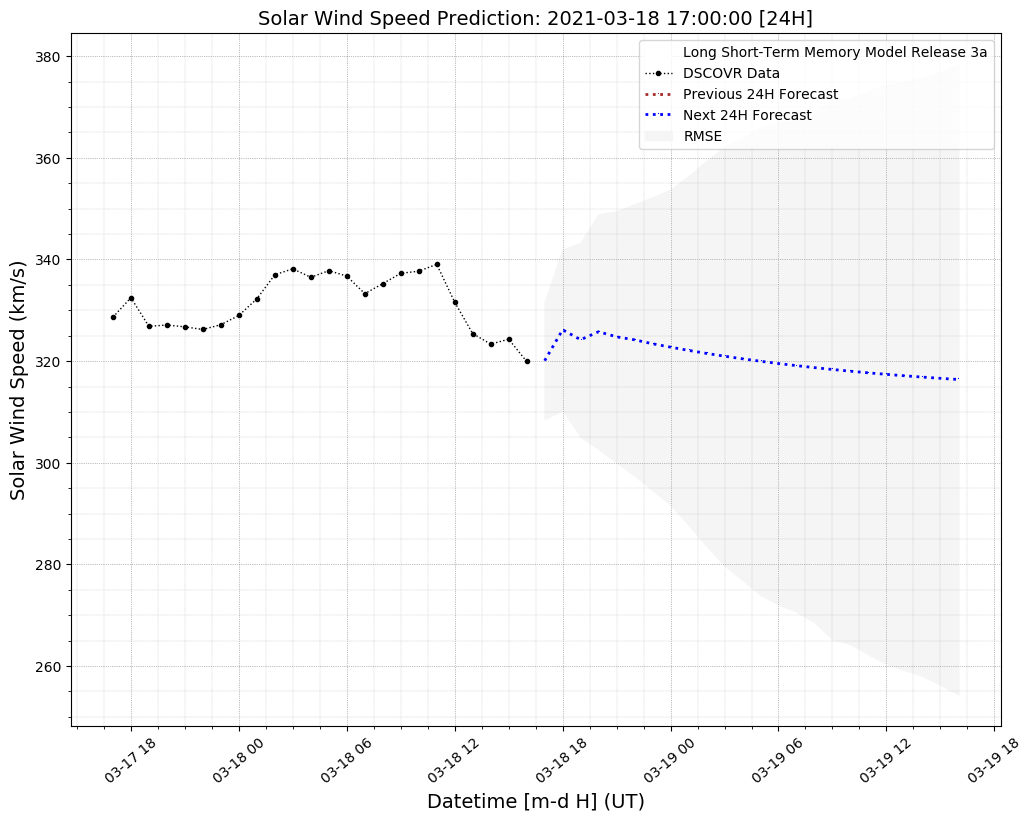 Solar Wind Speed Prediction: 2021-03-18 17:00:00 [24H]
Long Short-Term Memory Model Release 3a
DSCOVR Data
Previous 24H Forecast
Next 24H Forecast
RMSE
Solar Wind Speed (km/s)
380
360
340
320
300
280
260
03-17 18
03-18 00
03-18 06
03-18 12
03-18 18
03-19 00
03-19 06
03-19 12
03-19 18
Datetime [m-d H] (UT)